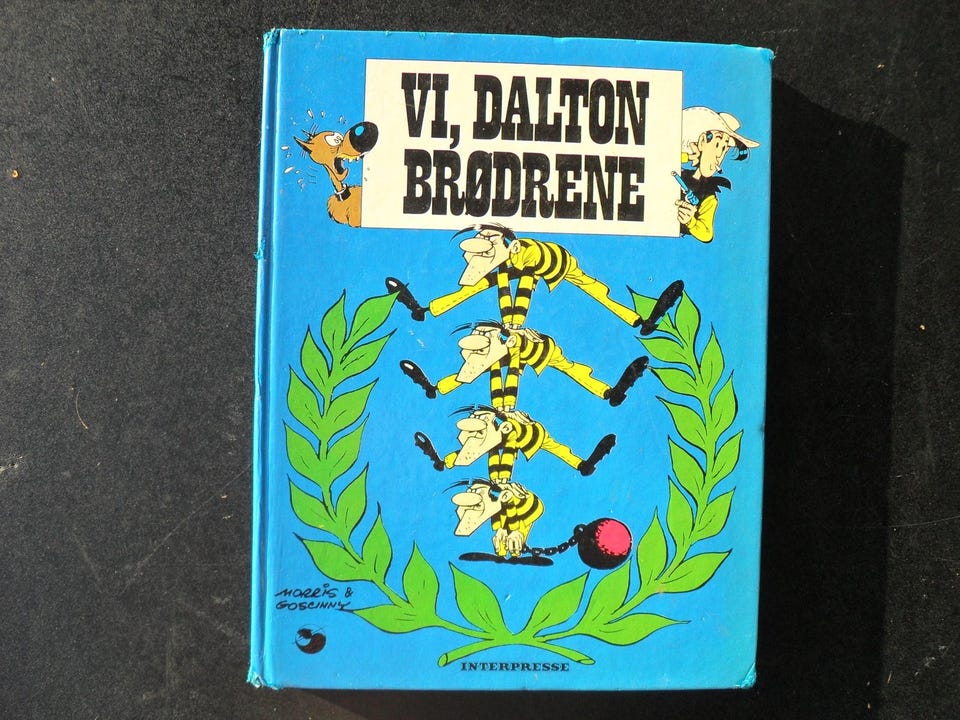 VI, DALTON
BRØDRENE
MORRIS &
GOSCINNY
INTERPRESSE